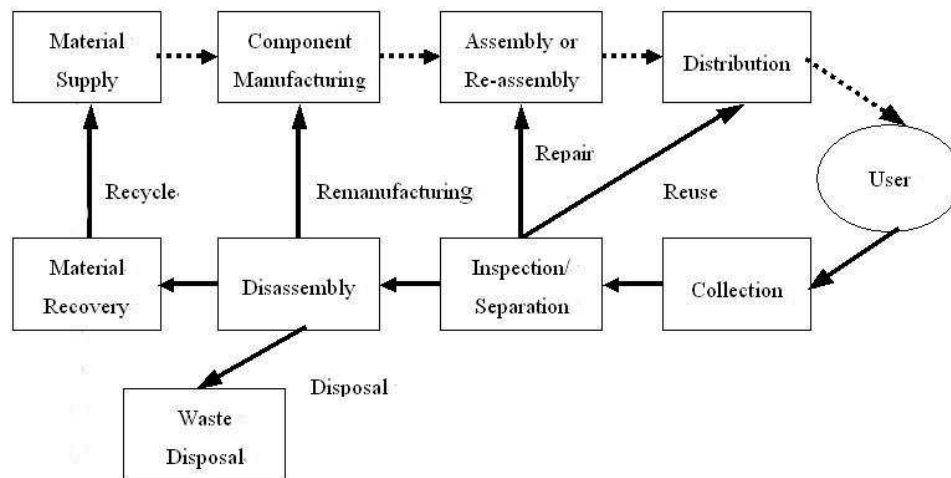 Material
Supply
Component
Manufacturing
Assembly or
Re-assembly
Distribution
User
Recycle
Remanufacturing
Repair
Reuse
Material
Recovery
Disassembly
Inspection/
Separation
Collection
Disposal
Waste
Disposal